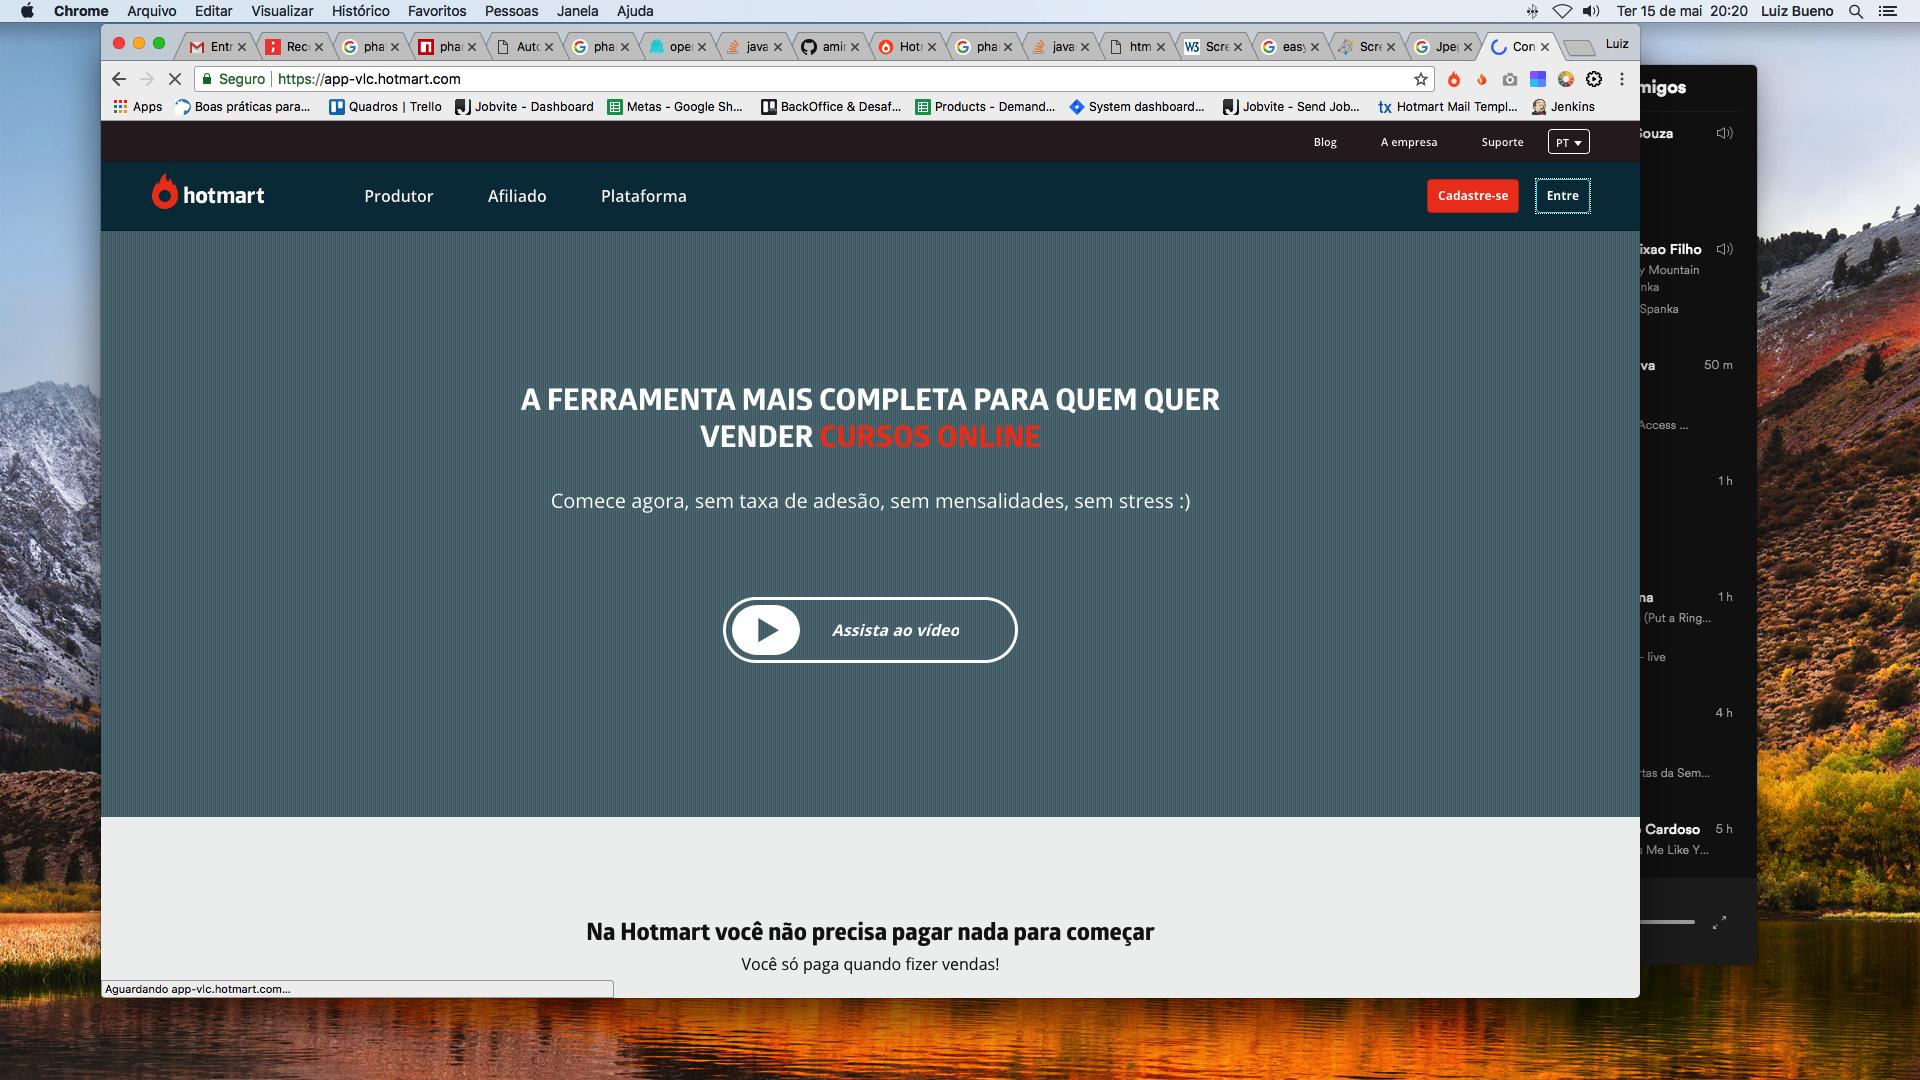 Chrome Arquivo Editar Visualizar Histórico Favoritos Pessoas Janela Ajuda Ter 15 de mai 20:20 Luiz Bueno
Entr Rec pha pha Auto pha ope java ami Hotr pha java htm Scre easy Scre Jpeg Con Luiz
Seguro https://app-vlc.hotmart.com
Apps Boas práticas para... Quadros | Trello Jobvite - Dashboard Metas - Google Sh... BackOffice & Desaf... Products - Demand... System dashboard... Jobvite - Send Job... tx Hotmart Mail Templ... Jenkins
Blog A empresa Suporte PT
hotmart Produtor Afiliado Plataforma Cadastre-se Entre
A FERRAMENTA MAIS COMPLETA PARA QUEM QUER
VENDER CURSOS ONLINE
Comece agora, sem taxa de adesão, sem mensalidades, sem stress :)
Assista ao vídeo
Na Hotmart você não precisa pagar nada para começar
Você só paga quando fizer vendas!
Aguardando app-vlc.hotmart.com...
migos
Souza
ixao Filho
y Mountain
nka
Spanka
va 50 m
Access ...
1 h
na 1 h
(Put a Ring...
- live
4 h
rtas da Sem...
Cardoso 5 h
s Me Like Y...